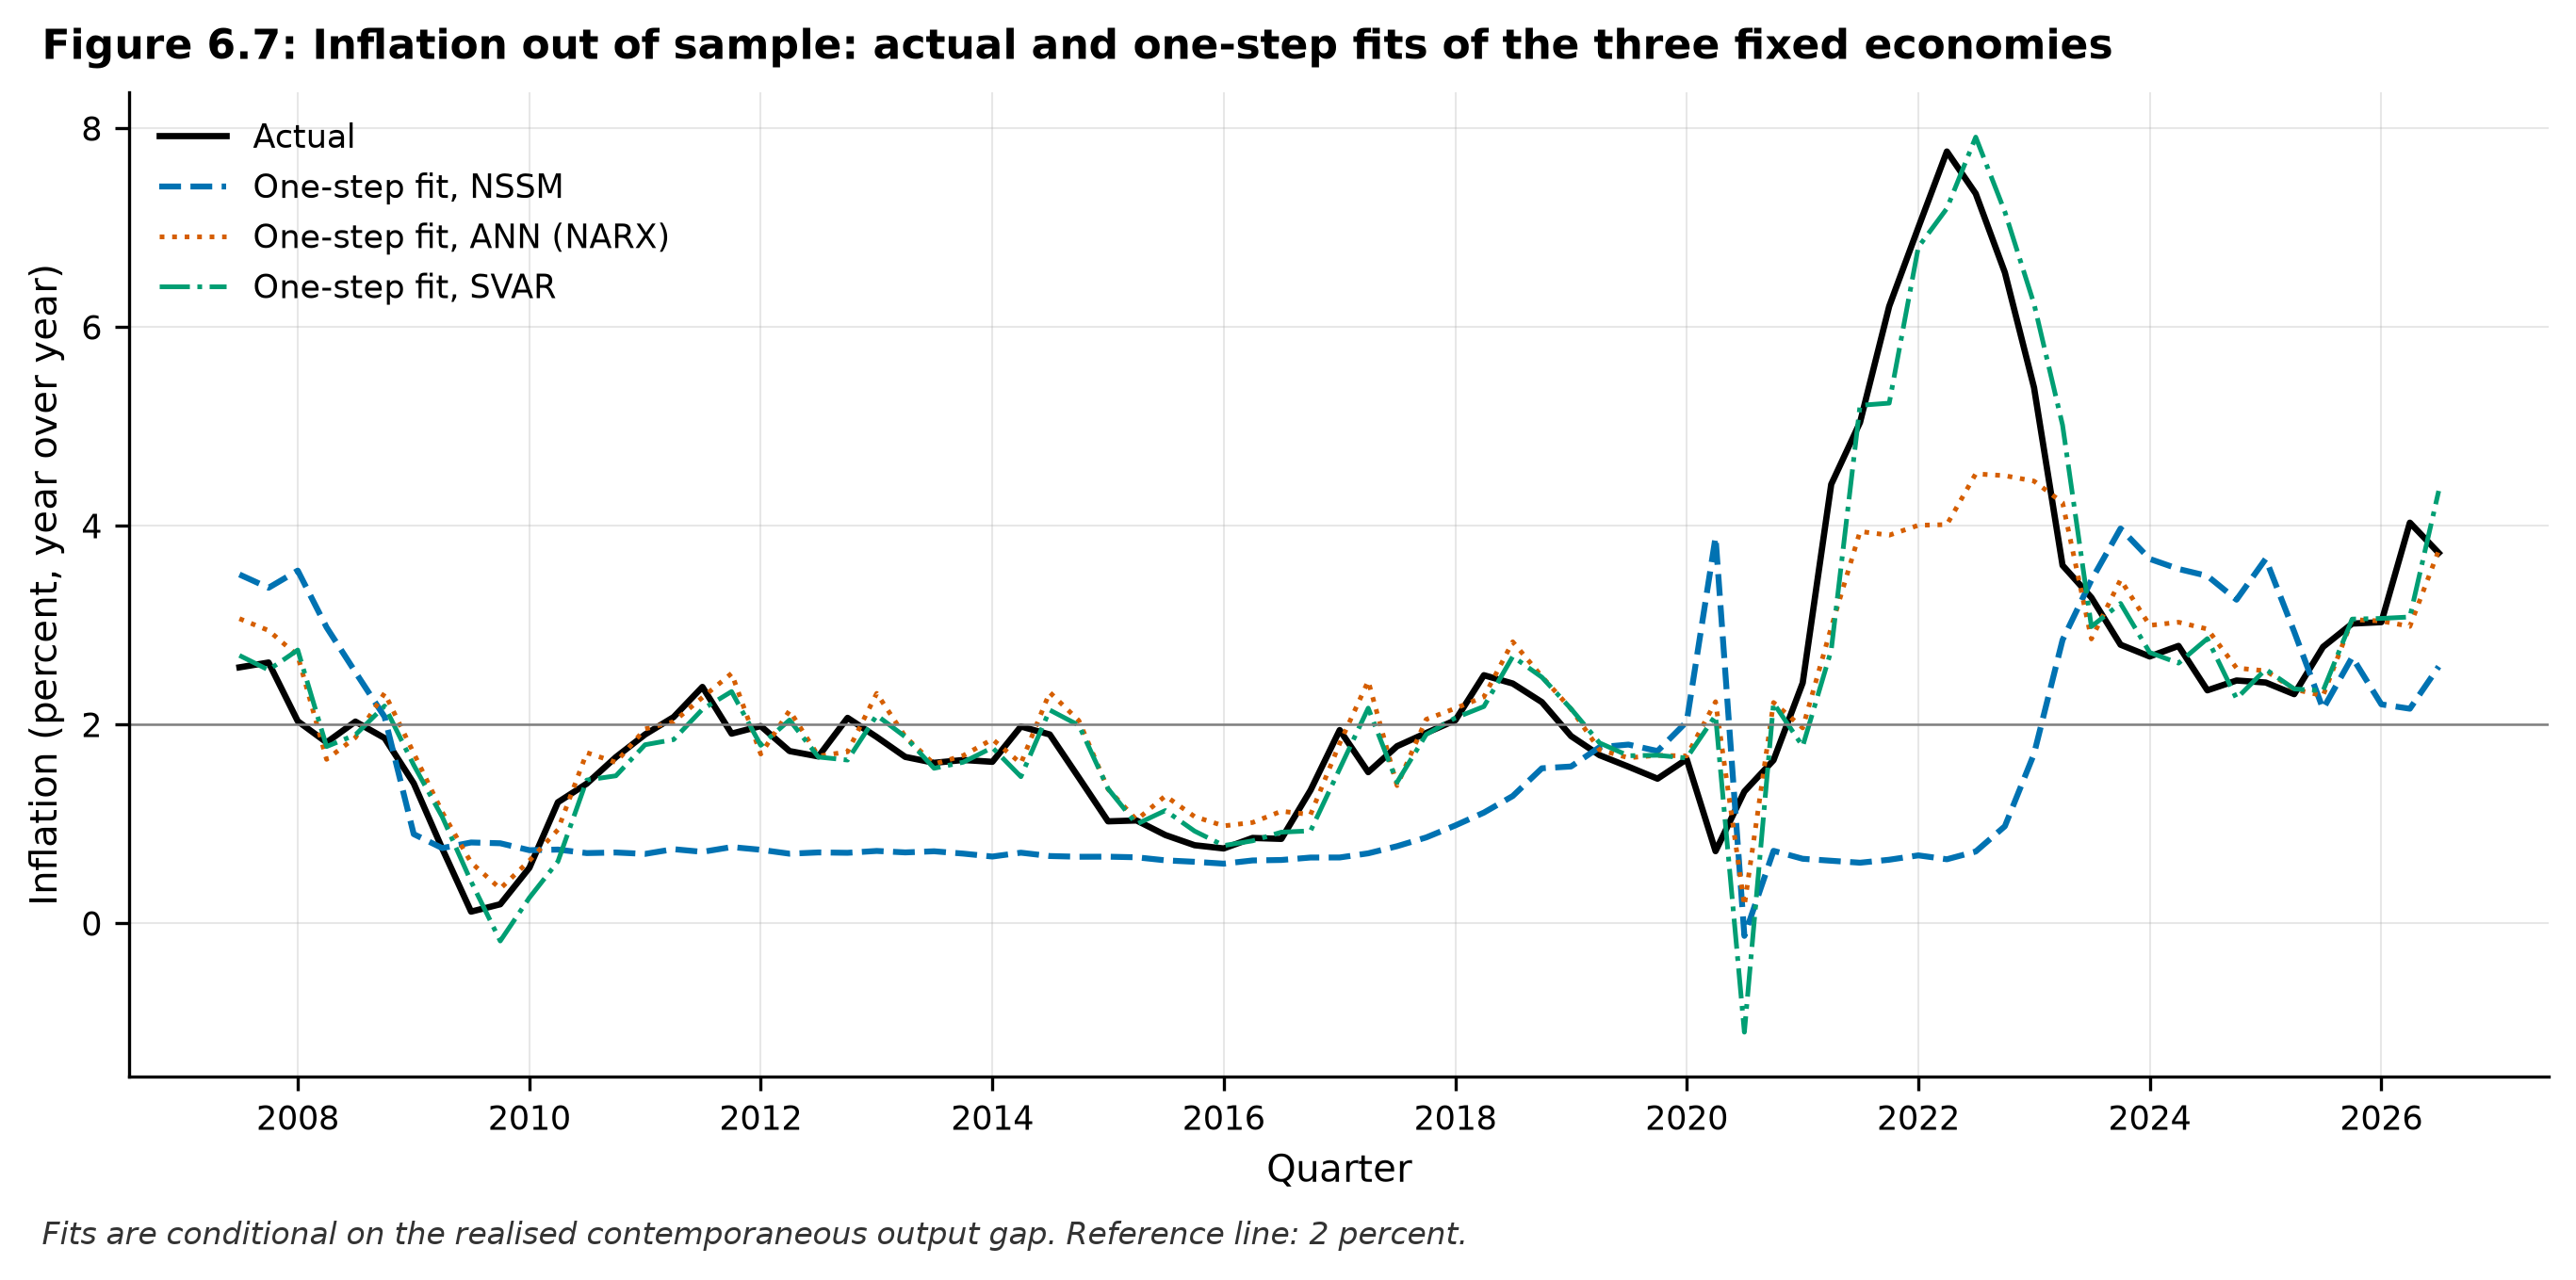 Figure 6.7: Inflation out of sample: actual and one-step fits of the three fixed economies
Inflation (percent, year over year)
8
6
4
2
0
Actual
One-step fit, NSSM
One-step fit, ANN (NARX)
One-step fit, SVAR
2008 2010 2012 2014 2016 2018 2020 2022 2024 2026
Quarter
Fits are conditional on the realised contemporaneous output gap. Reference line: 2 percent.